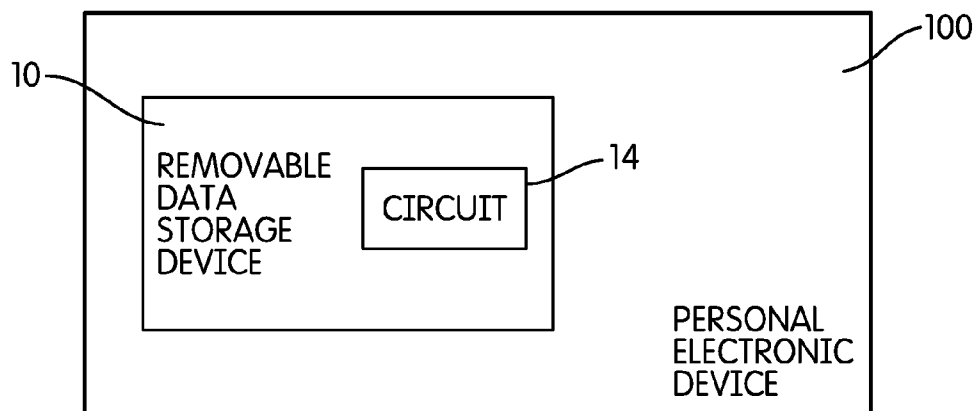 100
10
REMOVABLE
DATA
STORAGE
DEVICE
14
CIRCUIT
PERSONAL
ELECTRONIC
DEVICE